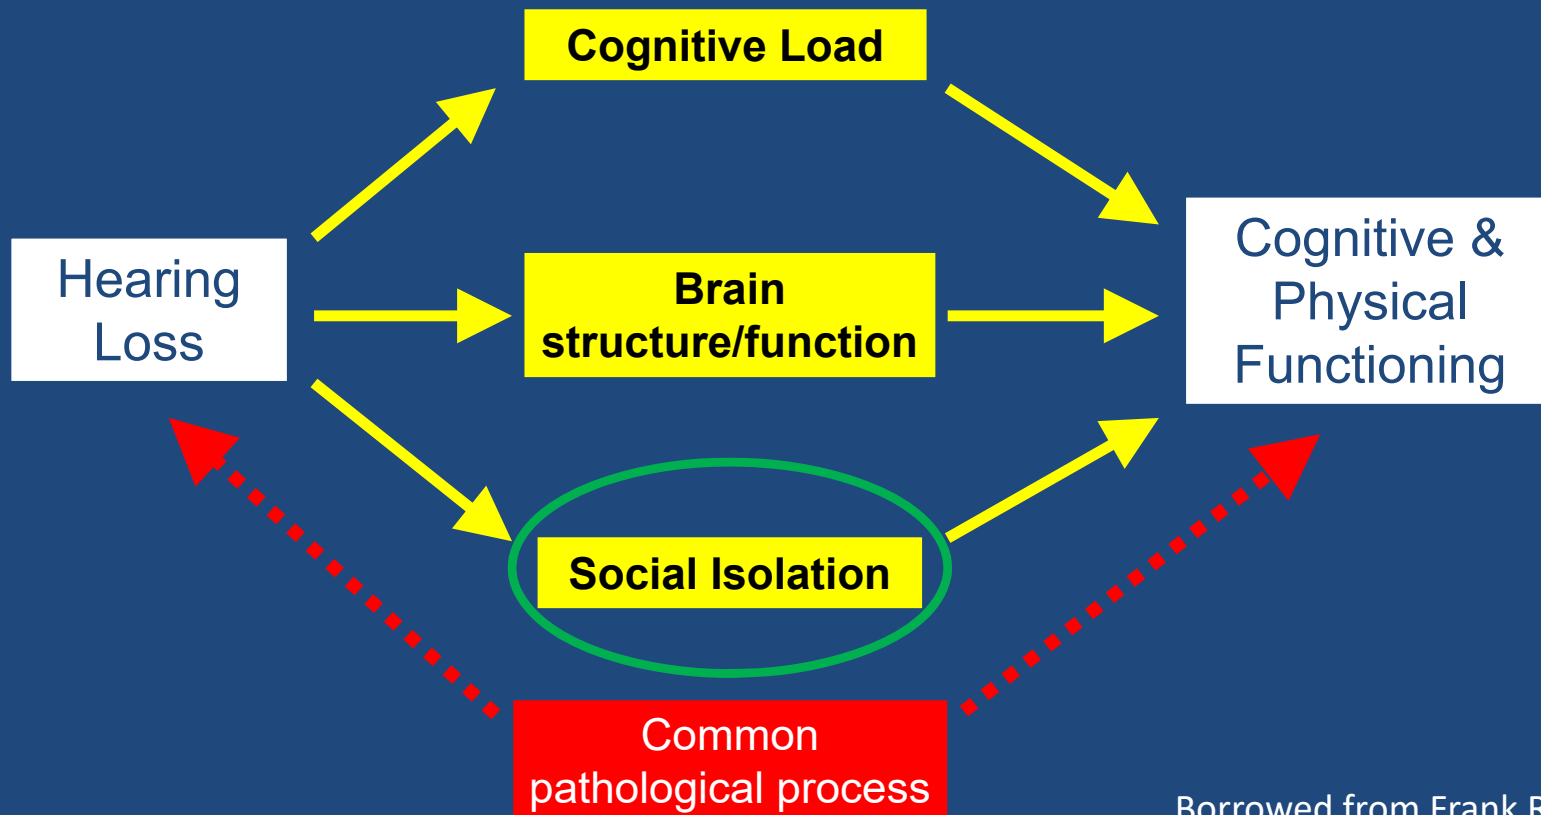 Cognitive Load
Hearing
Loss
Brain
structure/function
Cognitive &
Physical
Functioning
Social Isolation
Common
pathological process
Borrowed from Frank